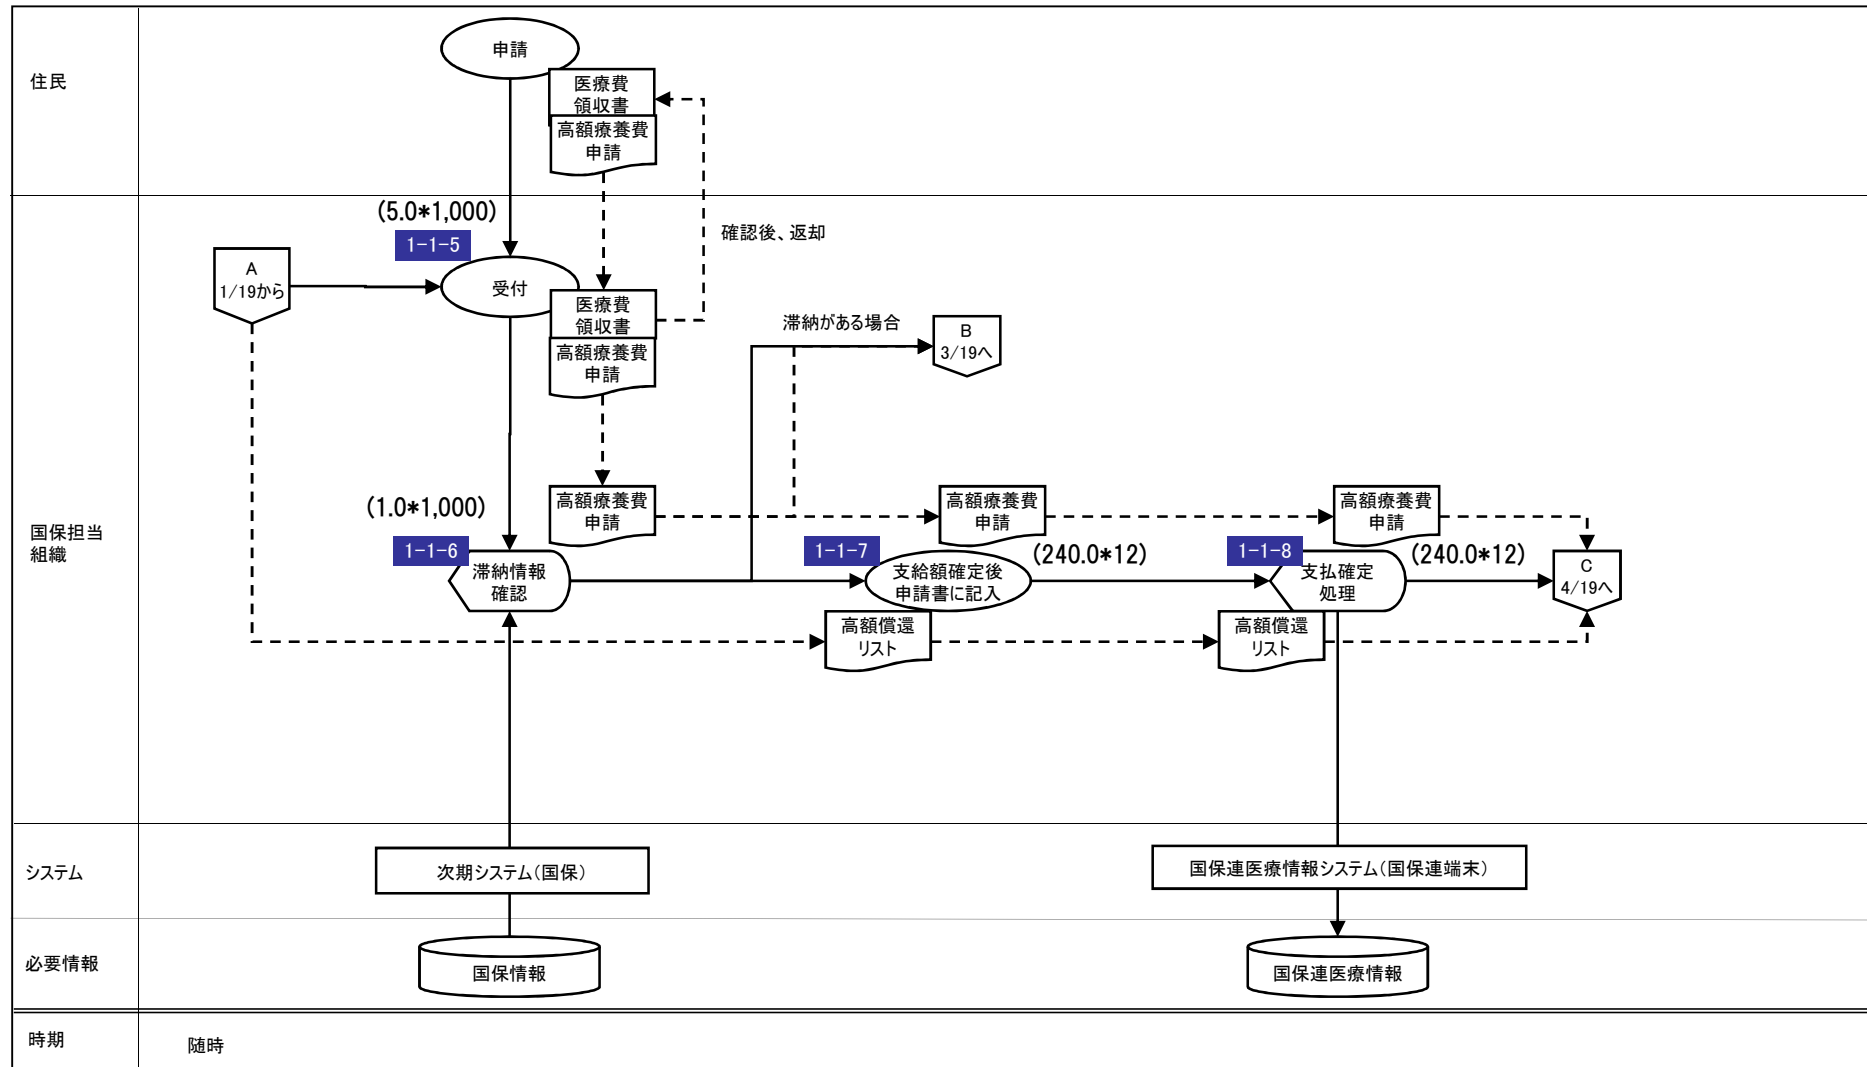 住民
申請
医療費
領収書
高額療養費
申請
国保担当
組織
(5.0*1,000)
1-1-5
確認後、返却
A
1/19から
受付
医療費
領収書
高額療養費
申請
滞納がある場合
B
3/19へ
(1.0*1,000)
高額療養費
申請
高額療養費
申請
高額療養費
申請
1-1-6
滞納情報
確認
1-1-7
支給額確定後
申請書に記入
(240.0*12)
1-1-8
支払確定
処理
(240.0*12)
C
4/19へ
高額償還
リスト
高額償還
リスト
システム
次期システム(国保)
国保連医療情報システム(国保連端末)
必要情報
国保情報
国保連医療情報
時期
随時